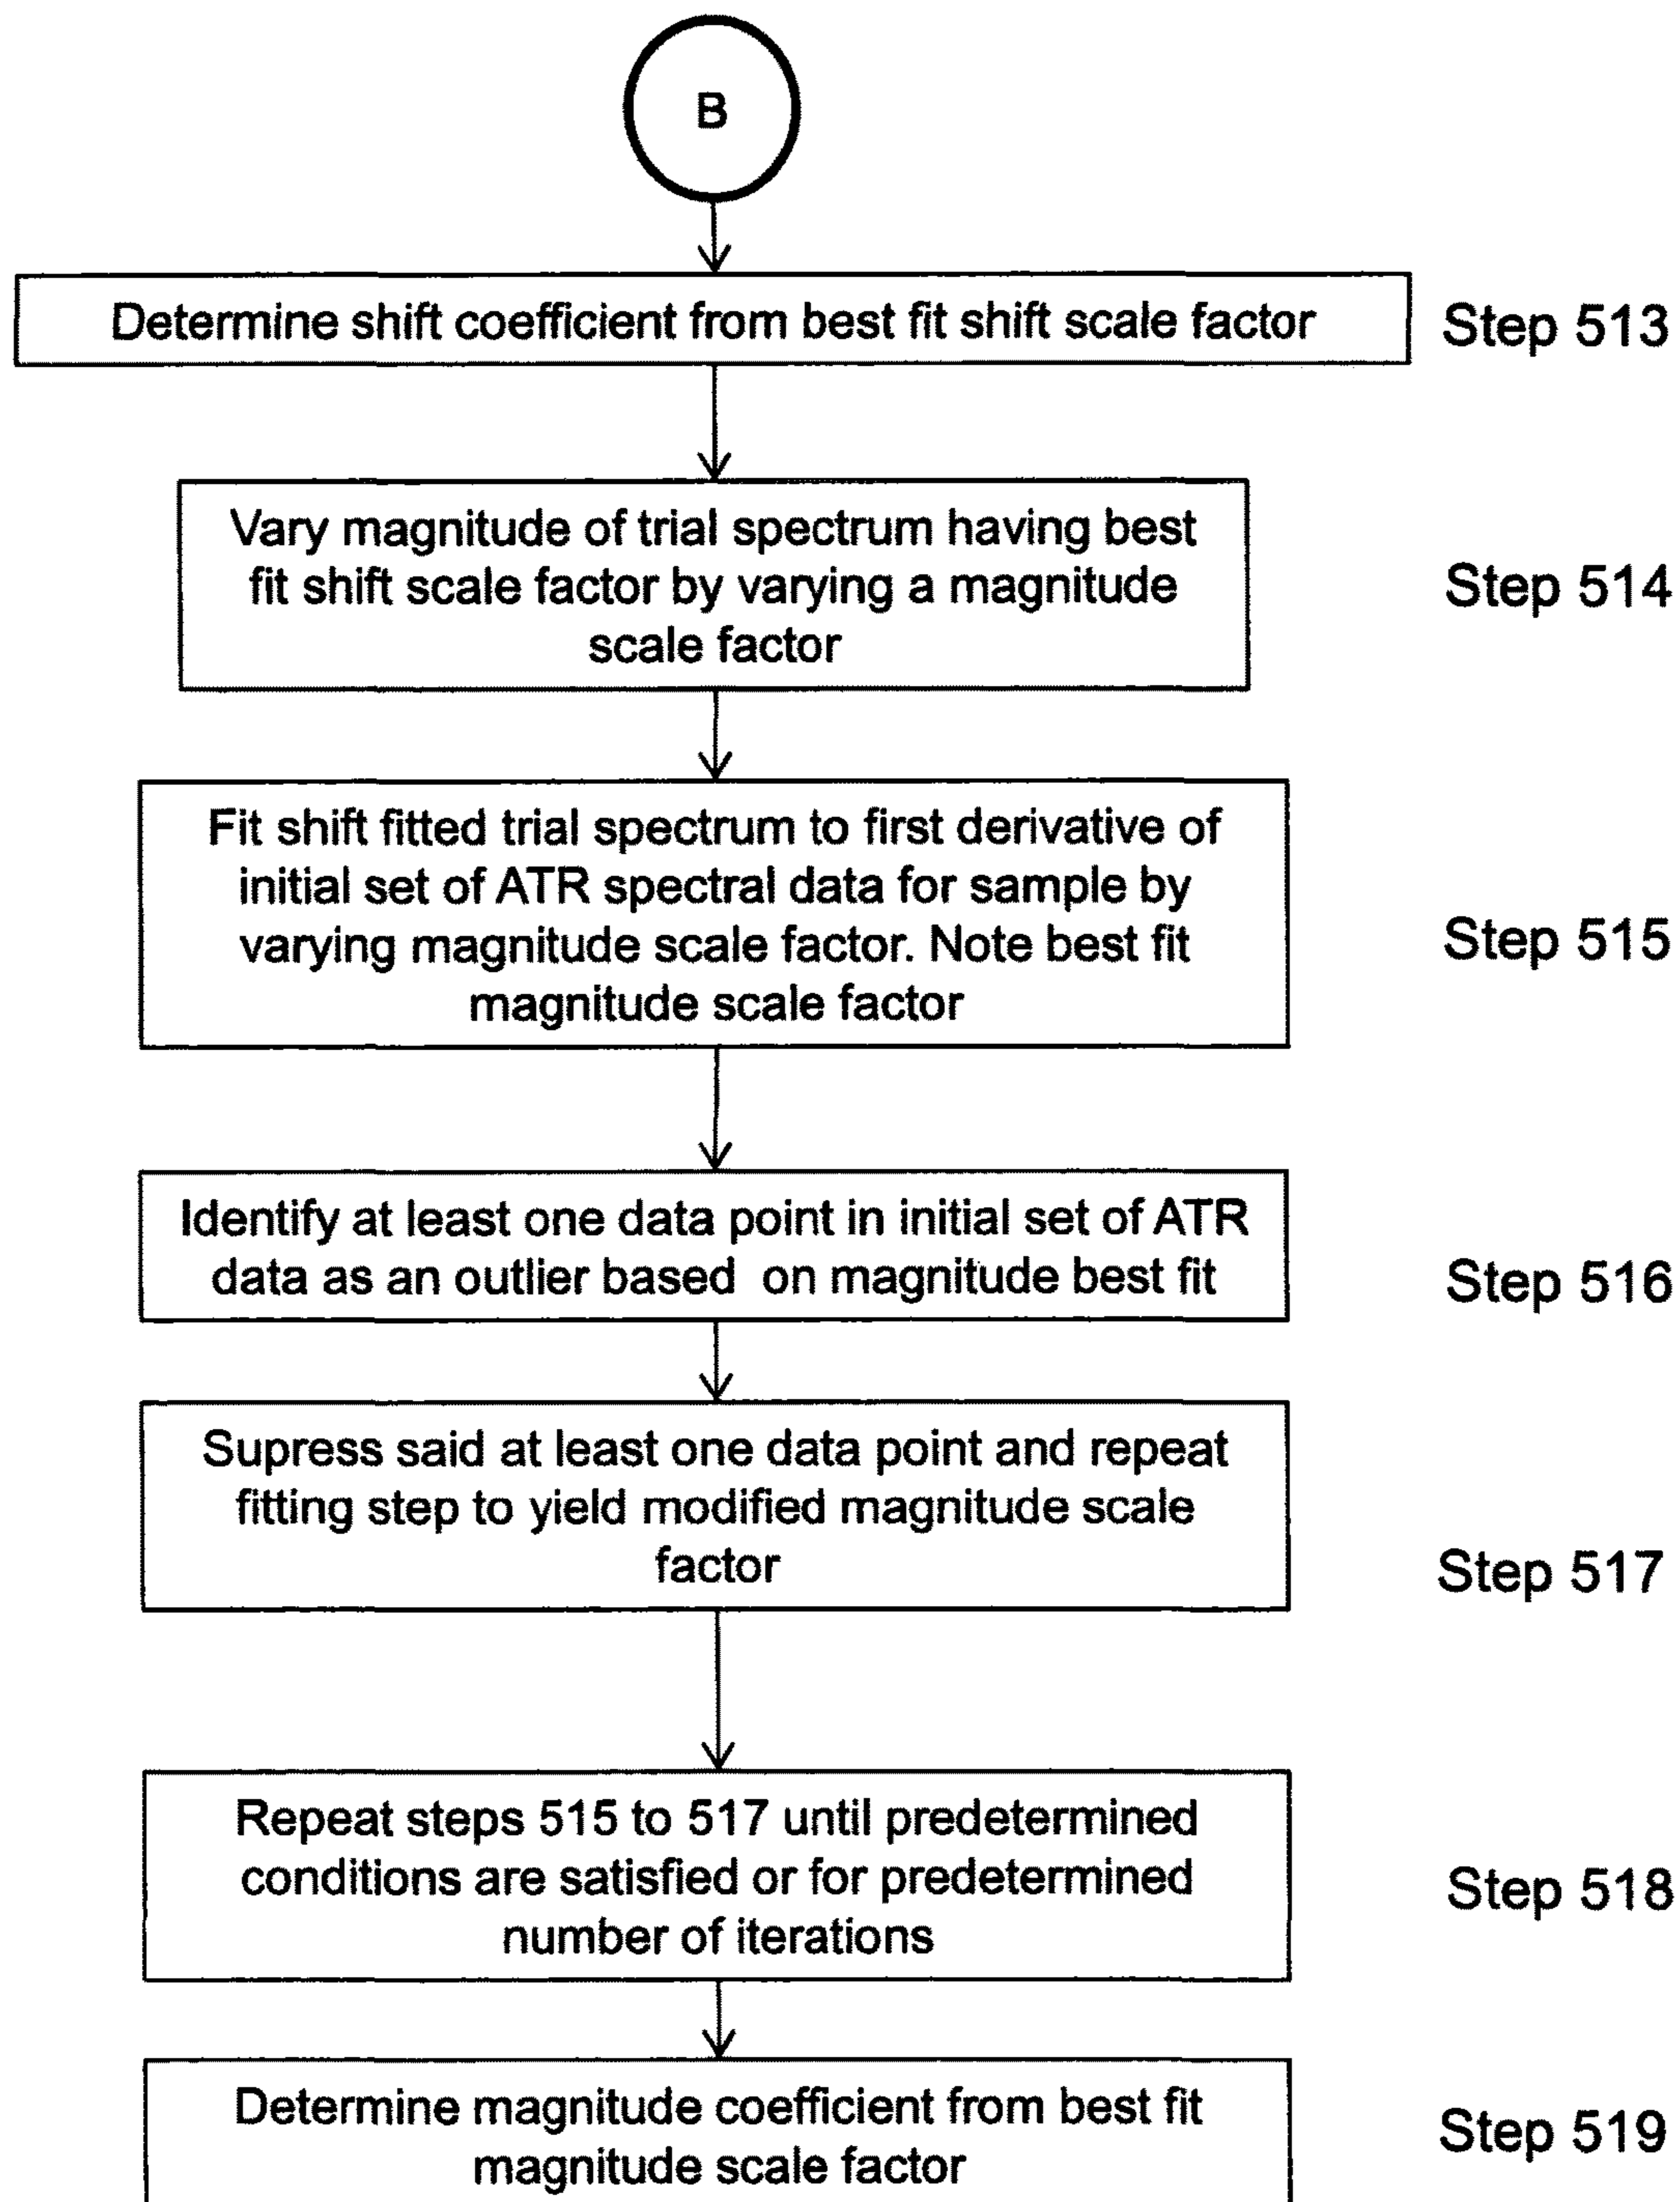 B
Determine shift coefficient from best fit shift scale factor
Step 513
Vary magnitude of trial spectrum having best
fit shift scale factor by varying a magnitude
scale factor
Step 514
Fit shift fitted trial spectrum to first derivative of
initial set of ATR spectral data for sample by
varying magnitude scale factor. Note best fit
magnitude scale factor
Step 515
Identify at least one data point in initial set of ATR
data as an outlier based on magnitude best fit
Step 516
Supress said at least one data point and repeat
fitting step to yield modified magnitude scale
factor
Step 517
Repeat steps 515 to 517 until predetermined
conditions are satisfied or for predetermined
number of iterations
Step 518
Determine magnitude coefficient from best fit
magnitude scale factor
Step 519